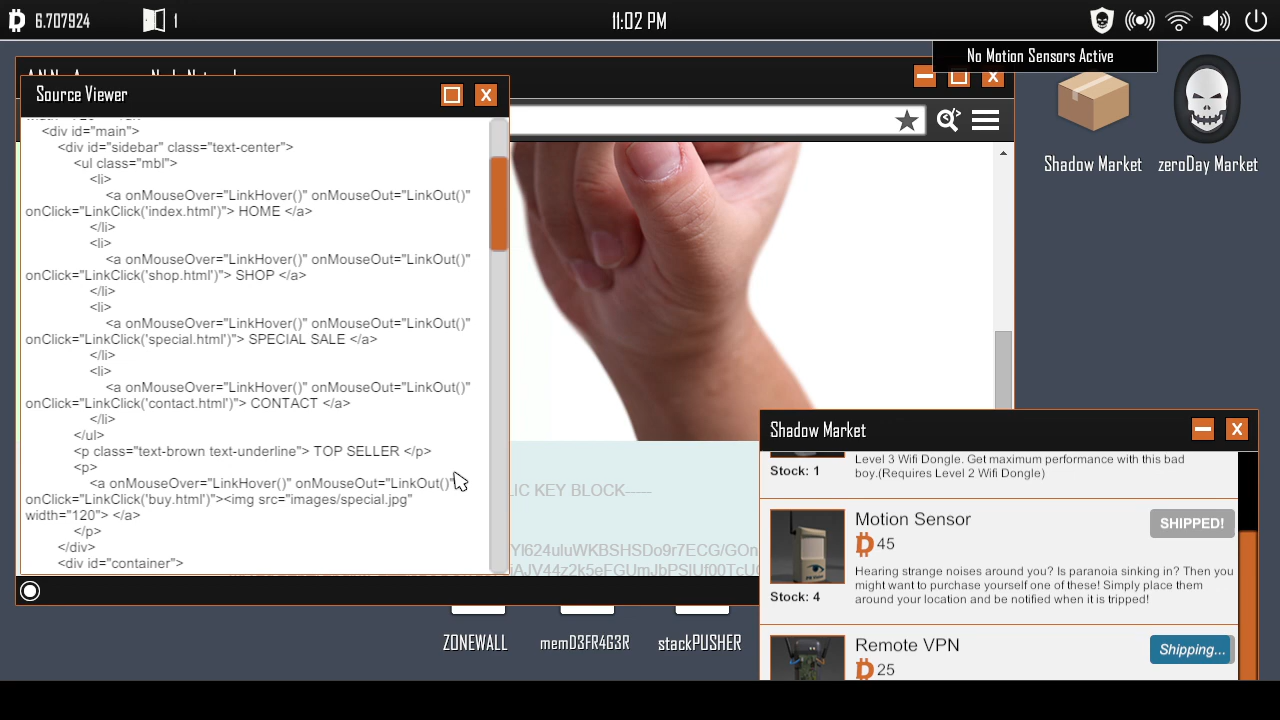 6.707924
1
11:02 PM
No Motion Sensors Active
Shadow Market
zeroDay Market
Source Viewer
X
X
<div id="main">
<div id="sidebar" class="text-center">
<ul class="mbl">
<li>
<a onMouseOver="LinkHover()" onMouseOut="LinkOut()"
onClick="LinkClick('index.html')"> HOME </a>
</li>
<li>
<a onMouseOver="LinkHover()" onMouseOut="LinkOut()"
onClick="LinkClick('shop.html')"> SHOP </a>
</li>
<li>
<a onMouseOver="LinkHover()" onMouseOut="LinkOut()"
onClick="LinkClick('special.html')"> SPECIAL SALE </a>
</li>
<li>
<a onMouseOver="LinkHover()" onMouseOut="LinkOut()"
onClick="LinkClick('contact.html')"> CONTACT </a>
</li>
</ul>
<p class="text-brown text-underline"> TOP SELLER </p>
<p>
<a onMouseOver="LinkHover()" onMouseOut="LinkOut()"
onClick="LinkClick('buy.html')"><img src="images/special.jpg"
width="120"> </a>
</p>
</div>
<div id="container">
KEY BLOCK-----
Shadow Market
X
Level 3 Wifi Dongle. Get maximum performance with this bad
boy.(Requires Level 2 Wifi Dongle)
Stock: 1
Motion Sensor
SHIPPED!
45
Hearing strange noises around you? Is paranoia sinking in? Then you
might want to purchase yourself one of these! Simply place them
around your location and be notified when it is tripped!
Stock: 4
Remote VPN
Shipping...
25
ZONEWALL
memD3FR4G3R
stackPUSHER